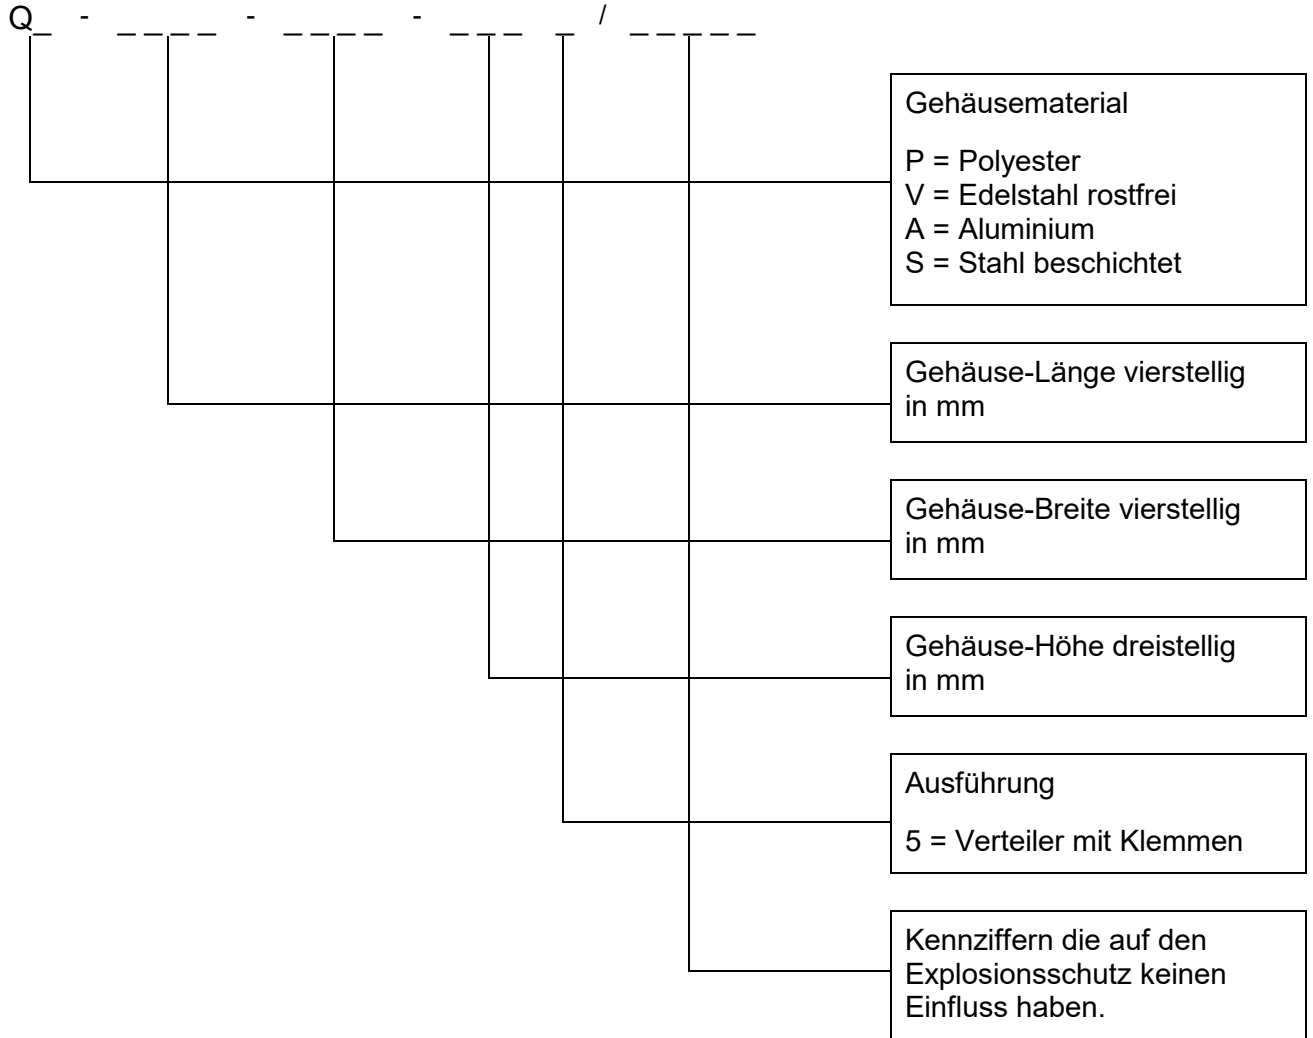 Q_ - _ _ _ _ - _ _ _ _ - _ _ _ _ / _ _ _ _ _
Gehäusematerial
P = Polyester
V = Edelstahl rostfrei
A = Aluminium
S = Stahl beschichtet
Gehäuse-Länge vierstellig
in mm
Gehäuse-Breite vierstellig
in mm
Gehäuse-Höhe dreistellig
in mm
Ausführung
5 = Verteiler mit Klemmen
Kennziffern die auf den
Explosionsschutz keinen
Einfluss haben.